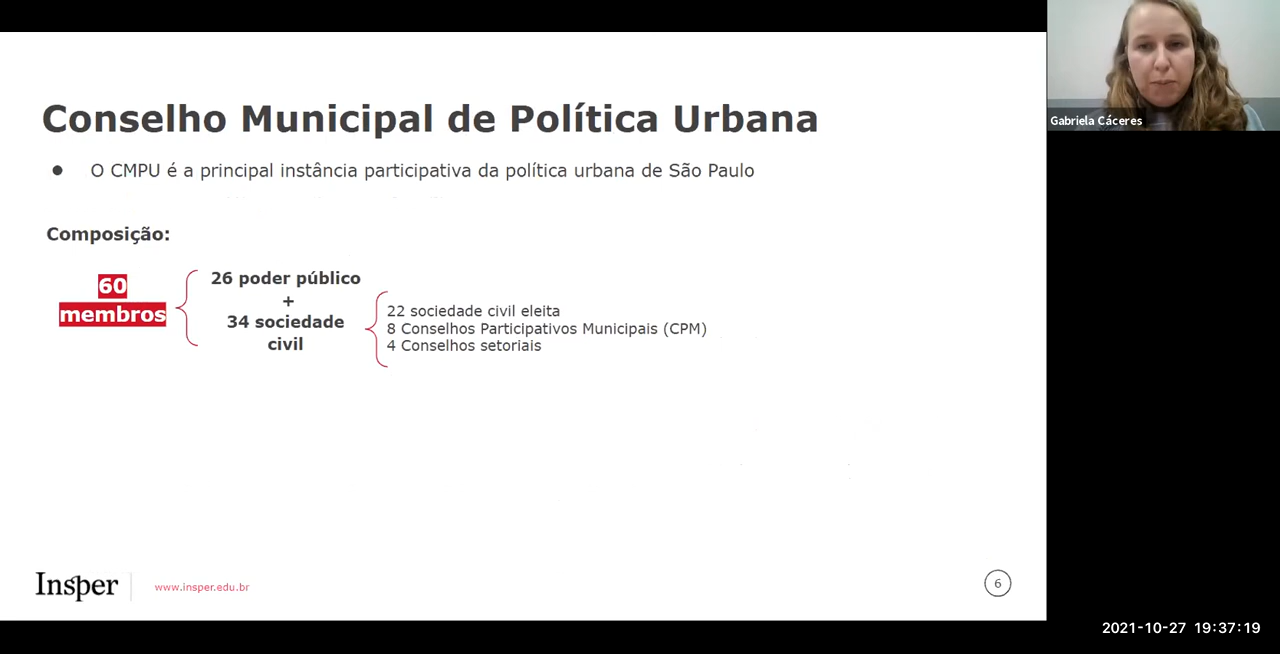 Conselho Municipal de Política Urbana
● O CMPU é a principal instância participativa da política urbana de São Paulo
Composição:
60
membros
26 poder público
+
34 sociedade
civil
22 sociedade civil eleita
8 Conselhos Participativos Municipais (CPM)
4 Conselhos setoriais
Insper
www.insper.edu.br
6
Gabriela Cáceres
2021-10-27 19:37:19